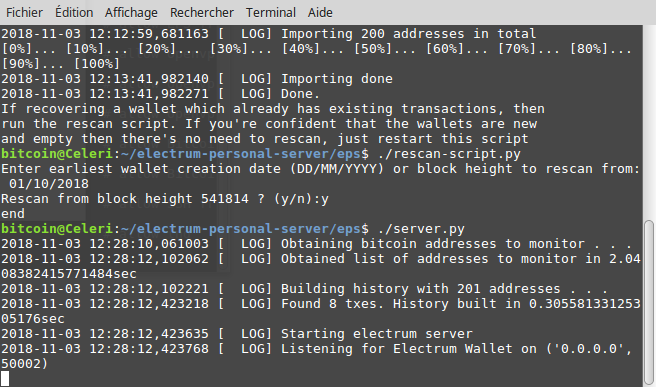 Fichier Édition Affichage Rechercher Terminal Aide
2018-11-03 12:12:59,681163 [  LOG] Importing 200 addresses in total
[0%]... [10%]... [20%]... [30%]... [40%]... [50%]... [60%]... [70%]... [80%]...
[90%]... [100%]
2018-11-03 12:13:41,982140 [  LOG] Importing done
2018-11-03 12:13:41,982271 [  LOG] Done.
If recovering a wallet which already has existing transactions, then
run the rescan script. If you're confident that the wallets are new
and empty then there's no need to rescan, just restart this script
bitcoin@Celeri:~/electrum-personal-server/eps$ ./rescan-script.py
Enter earliest wallet creation date (DD/MM/YYYY) or block height to rescan from:
 01/10/2018
Rescan from block height 541814 ? (y/n):y
end
bitcoin@Celeri:~/electrum-personal-server/eps$ ./server.py
2018-11-03 12:28:10,061003 [  LOG] Obtaining bitcoin addresses to monitor . . .
2018-11-03 12:28:12,102062 [  LOG] Obtained list of addresses to monitor in 2.04
08382415771484sec
2018-11-03 12:28:12,102221 [  LOG] Building history with 201 addresses . . .
2018-11-03 12:28:12,423218 [  LOG] Found 8 txes. History built in 0.305581331253
05176sec
2018-11-03 12:28:12,423635 [  LOG] Starting electrum server
2018-11-03 12:28:12,423768 [  LOG] Listening for Electrum Wallet on ('0.0.0.0',
50002)